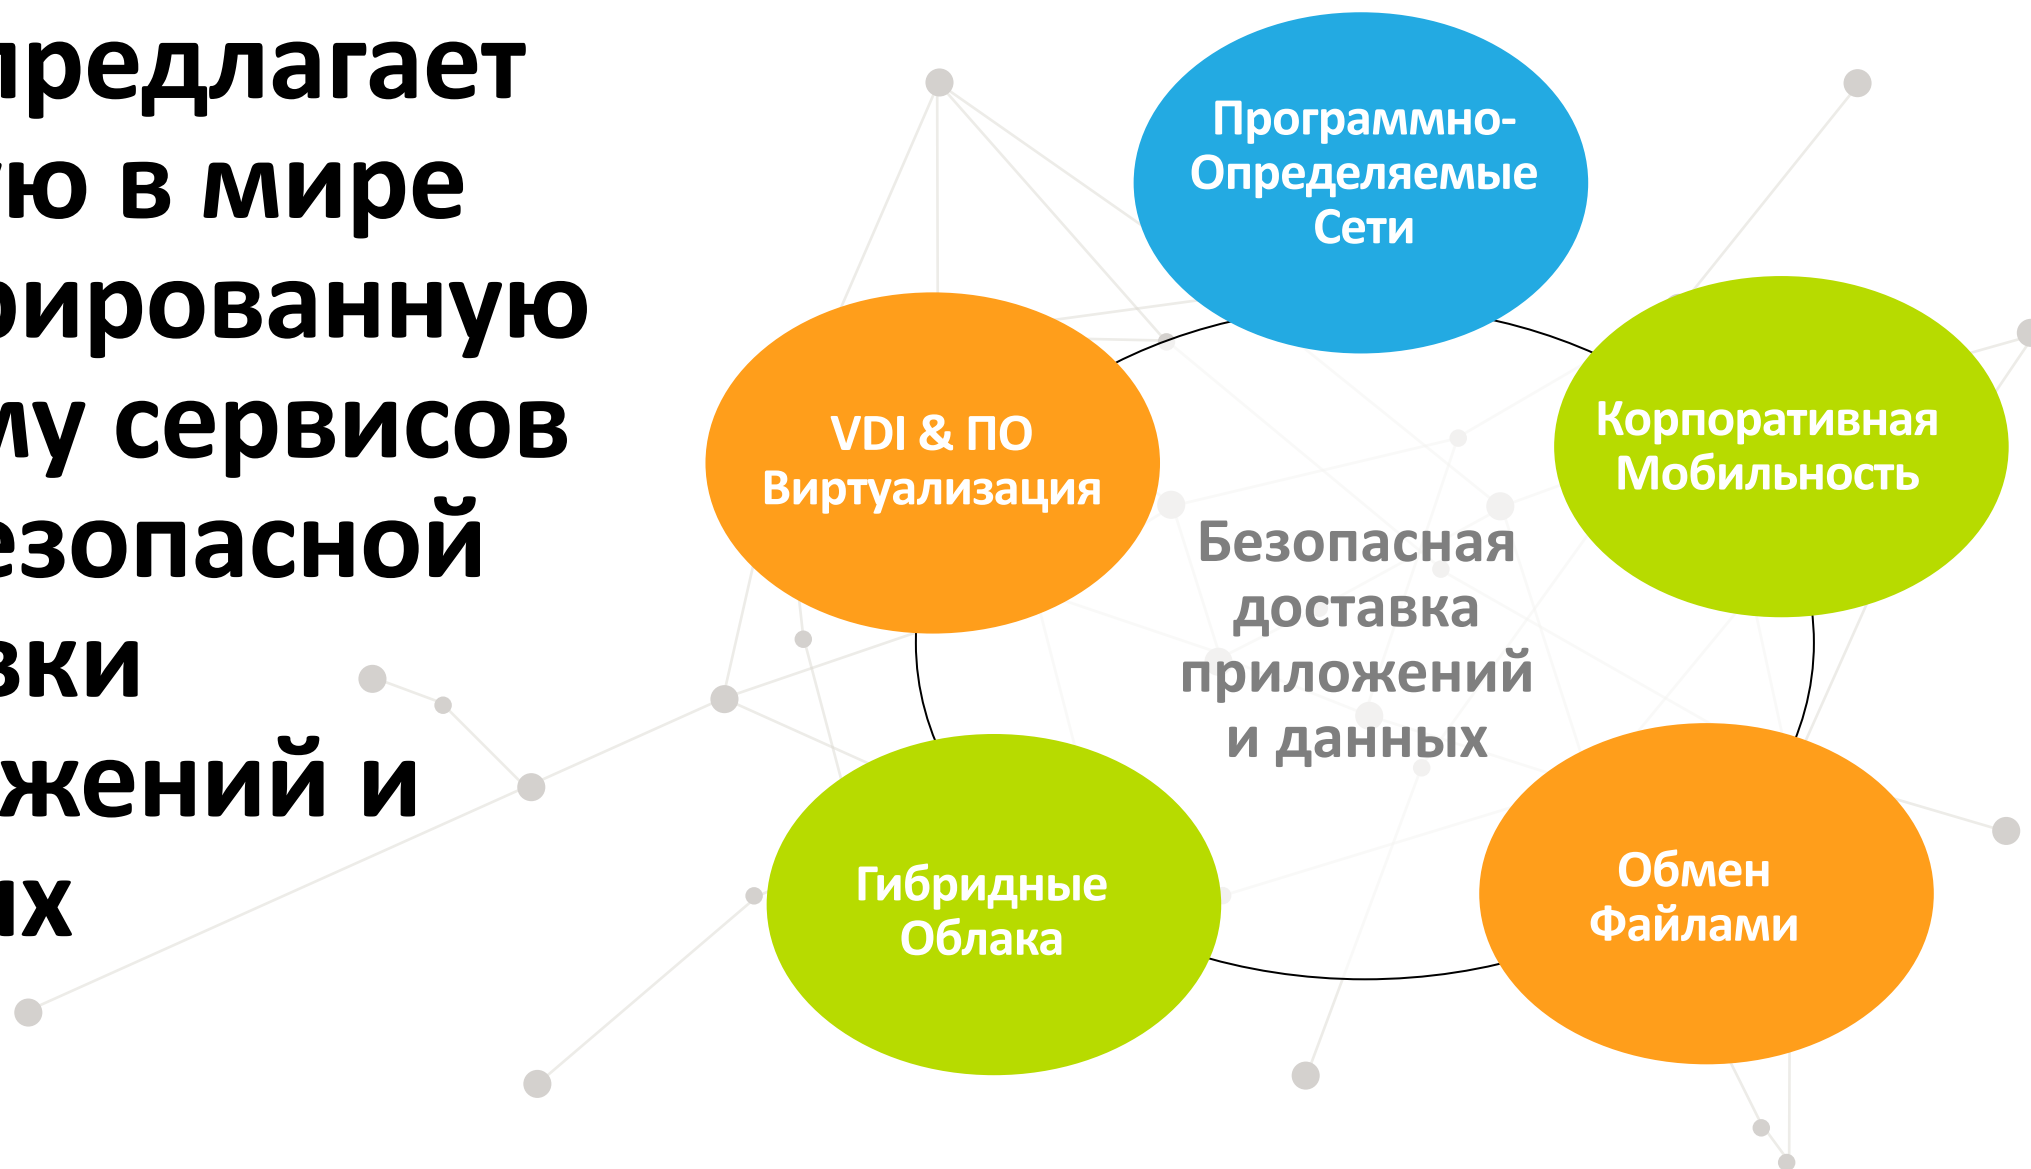 предлагает
ю в мире
рированную
му сервисов
езопасной
вки
жений и
ых
Программно-
Определяемые
Сети
VDI & ПО
Виртуализация
Корпоративная
Мобильность
Безопасная
доставка
приложений
и данных
Гибридные
Облака
Обмен
Файлами